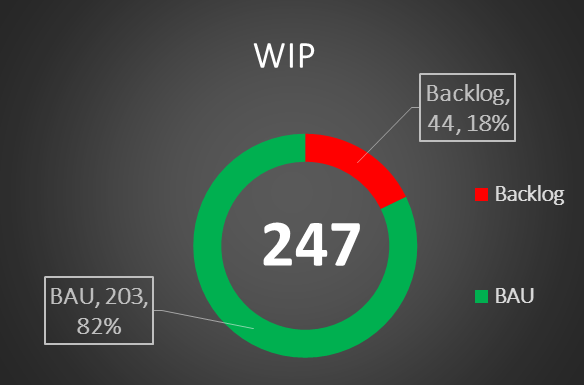 WIP
Backlog,
44, 18%
Backlog
247
BAU, 203,
82%
BAU